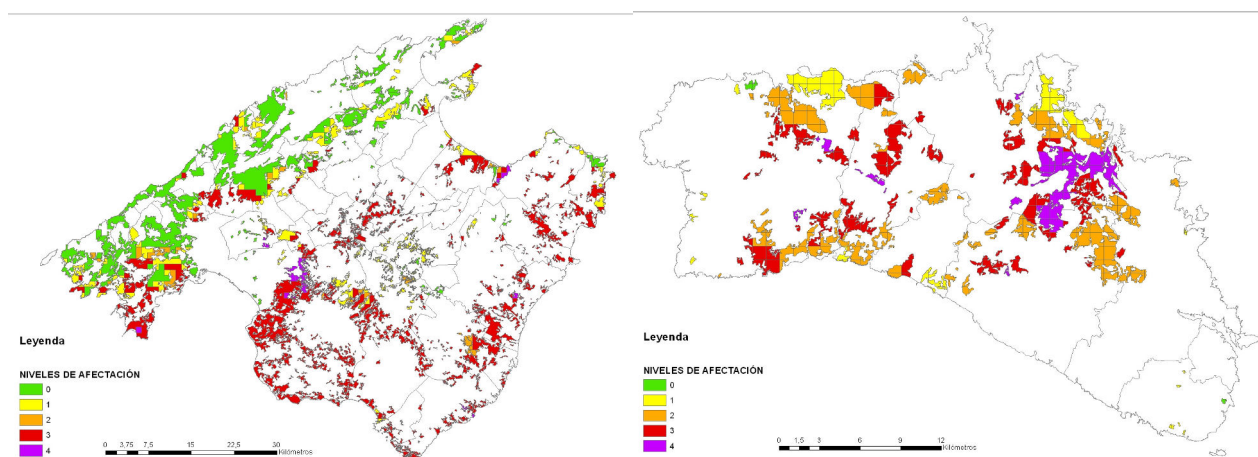 Leyenda
NIVELES DE AFECTACIÓN
0
1
2
3
4
0 3,75 7,5 15 22,5 30
Kilómetros
Leyenda
NIVELES DE AFECTACIÓN
0
1
2
3
4
0 1,5 3 6 9 12
Kilómetros